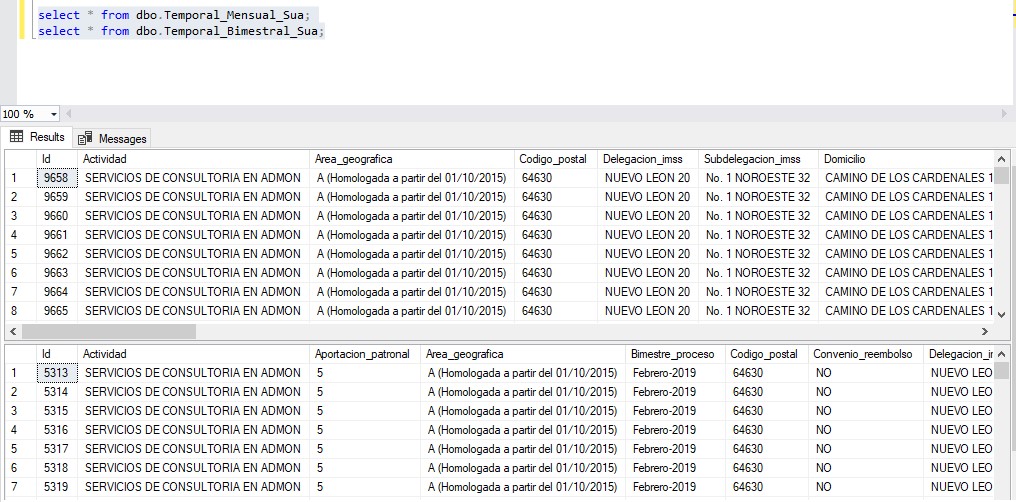 select * from dbo.Temporal_Mensual_Sua;
select * from dbo.Temporal_Bimestral_Sua;
100 %
Results Messages
Id Actividad Area_geografica Codigo_postal Delegacion_imss Subdelegacion_imss Domicilio
1 9658 SERVICIOS DE CONSULTORIA EN ADMON A (Homologada a partir del 01/10/2015) 64630 NUEVO LEON 20 No. 1 NOROESTE 32 CAMINO DE LOS CARDENALES 1
2 9659 SERVICIOS DE CONSULTORIA EN ADMON A (Homologada a partir del 01/10/2015) 64630 NUEVO LEON 20 No. 1 NOROESTE 32 CAMINO DE LOS CARDENALES 1
3 9660 SERVICIOS DE CONSULTORIA EN ADMON A (Homologada a partir del 01/10/2015) 64630 NUEVO LEON 20 No. 1 NOROESTE 32 CAMINO DE LOS CARDENALES 1
4 9661 SERVICIOS DE CONSULTORIA EN ADMON A (Homologada a partir del 01/10/2015) 64630 NUEVO LEON 20 No. 1 NOROESTE 32 CAMINO DE LOS CARDENALES 1
5 9662 SERVICIOS DE CONSULTORIA EN ADMON A (Homologada a partir del 01/10/2015) 64630 NUEVO LEON 20 No. 1 NOROESTE 32 CAMINO DE LOS CARDENALES 1
6 9663 SERVICIOS DE CONSULTORIA EN ADMON A (Homologada a partir del 01/10/2015) 64630 NUEVO LEON 20 No. 1 NOROESTE 32 CAMINO DE LOS CARDENALES 1
7 9664 SERVICIOS DE CONSULTORIA EN ADMON A (Homologada a partir del 01/10/2015) 64630 NUEVO LEON 20 No. 1 NOROESTE 32 CAMINO DE LOS CARDENALES 1
8 9665 SERVICIOS DE CONSULTORIA EN ADMON A (Homologada a partir del 01/10/2015) 64630 NUEVO LEON 20 No. 1 NOROESTE 32 CAMINO DE LOS CARDENALES 1
Id Actividad Aportacion_patronal Area_geografica Bimestre_proceso Codigo_postal Convenio_reembolso Delegacion_i
1 5313 SERVICIOS DE CONSULTORIA EN ADMON 5 A (Homologada a partir del 01/10/2015) Febrero-2019 64630 NO NUEVO LEO
2 5314 SERVICIOS DE CONSULTORIA EN ADMON 5 A (Homologada a partir del 01/10/2015) Febrero-2019 64630 NO NUEVO LEO
3 5315 SERVICIOS DE CONSULTORIA EN ADMON 5 A (Homologada a partir del 01/10/2015) Febrero-2019 64630 NO NUEVO LEO
4 5316 SERVICIOS DE CONSULTORIA EN ADMON 5 A (Homologada a partir del 01/10/2015) Febrero-2019 64630 NO NUEVO LEO
5 5317 SERVICIOS DE CONSULTORIA EN ADMON 5 A (Homologada a partir del 01/10/2015) Febrero-2019 64630 NO NUEVO LEO
6 5318 SERVICIOS DE CONSULTORIA EN ADMON 5 A (Homologada a partir del 01/10/2015) Febrero-2019 64630 NO NUEVO LEO
7 5319 SERVICIOS DE CONSULTORIA EN ADMON 5 A (Homologada a partir del 01/10/2015) Febrero-2019 64630 NO NUEVO LEO